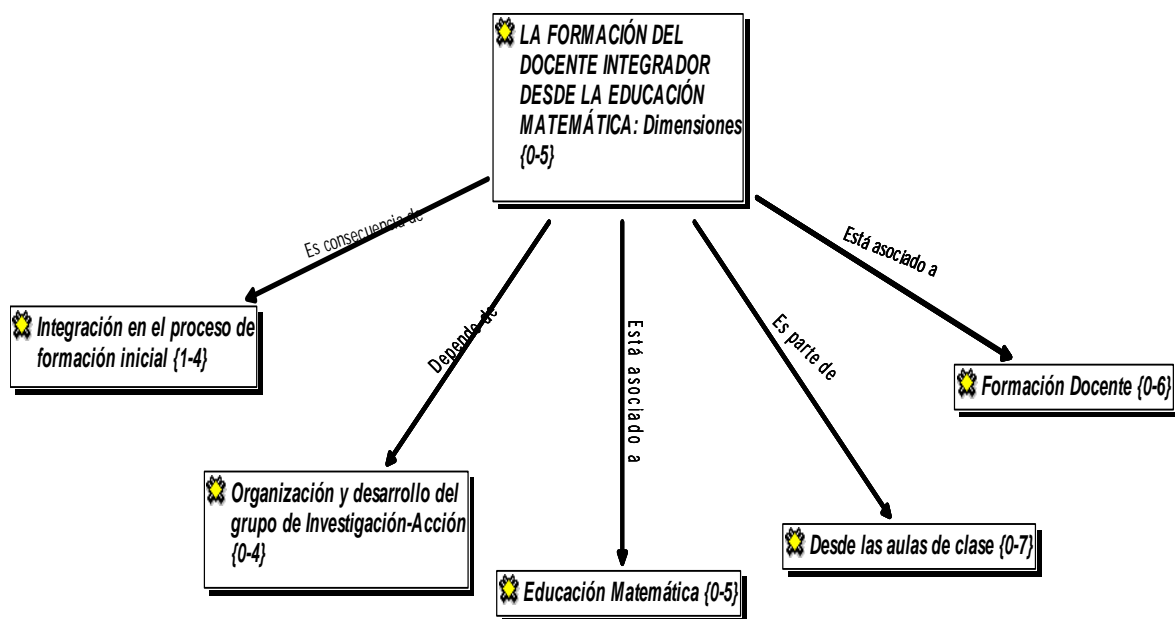 LA FORMACIÓN DEL
DOCENTE INTEGRADOR
DESDE LA EDUCACIÓN
MATEMÁTICA: Dimensiones
{0-5}
Es consecuencia de
Depende de
Está asociado a
Es parte de
Está asociado a
Integración en el proceso de
formación inicial {1-4}
Formación Docente {0-6}
Organización y desarrollo del
grupo de Investigación-Acción
{0-4}
Desde las aulas de clase {0-7}
Educación Matemática {0-5}